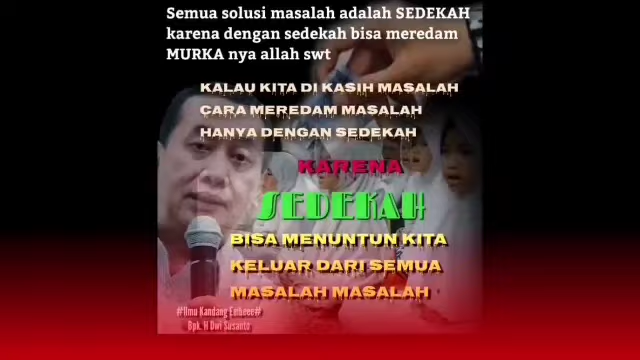 Semua solusi masalah adalah SEDEKAH
karena dengan sedekah bisa meredam
MURKA nya allah swt
KALAU KITA DI KASIH MASALAH
CARA MEREDAM MASALAH
HANYA DENGAN SEDEKAH
KARENA
SEDEKAH
BISA MENUNTUN KITA
KELUAR DARI SEMUA
MASALAH MASALAH
#Ilmu Kandang Embeee#
Bpk. H Dwi Susanto